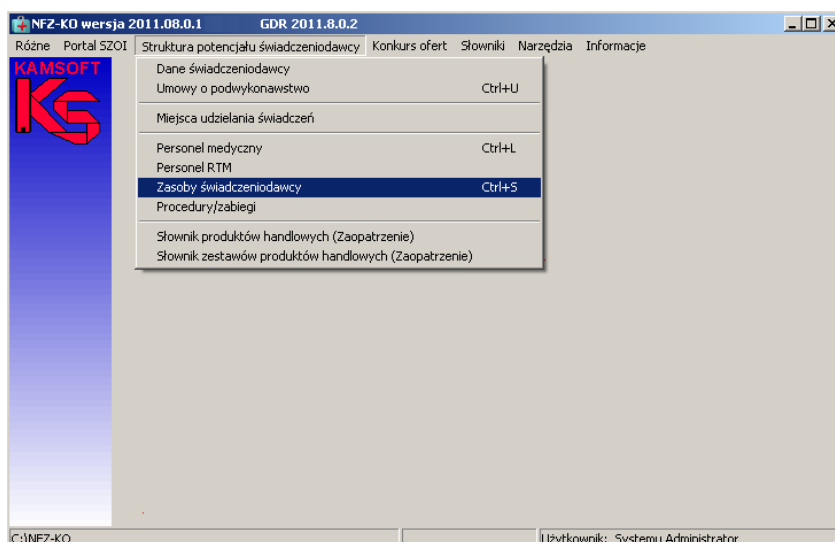 NFZ-KO wersja 2011.08.0.1 GDR 2011.8.0.2
Różne Portal SZOI Struktura potencjału świadczeniodawcy Konkurs ofert Słowniki Narzędzia Informacje
KAMSOFT
KS
Dane świadczeniodawcy
Umowy o podwykonawstwo Ctrl+U
Miejsca udzielania świadczeń
Personel medyczny Ctrl+L
Personel RTM
Zasoby świadczeniodawcy Ctrl+S
Procedury/zabiegi
Słownik produktów handlowych (Zaopatrzenie)
Słownik zestawów produktów handlowych (Zaopatrzenie)
C:\NFZ-KO Użytkownik: Systemu Administrator